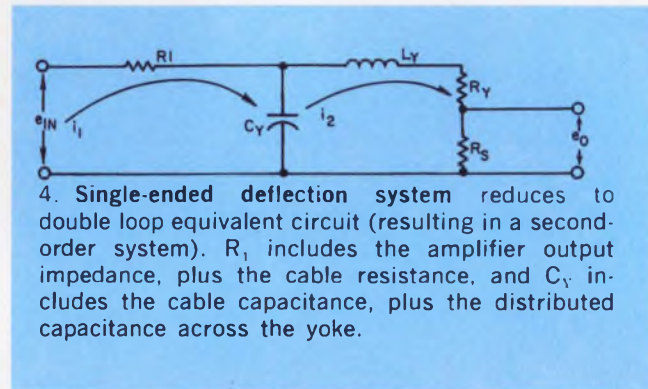 R1
LY
RY
eIN
i1
CY
i2
RS
eo
4. Single-ended deflection system reduces to
double loop equivalent circuit (resulting in a second-
order system). R₁ includes the amplifier output
impedance, plus the cable resistance, and Cᵧ in-
cludes the cable capacitance, plus the distributed
capacitance across the yoke.